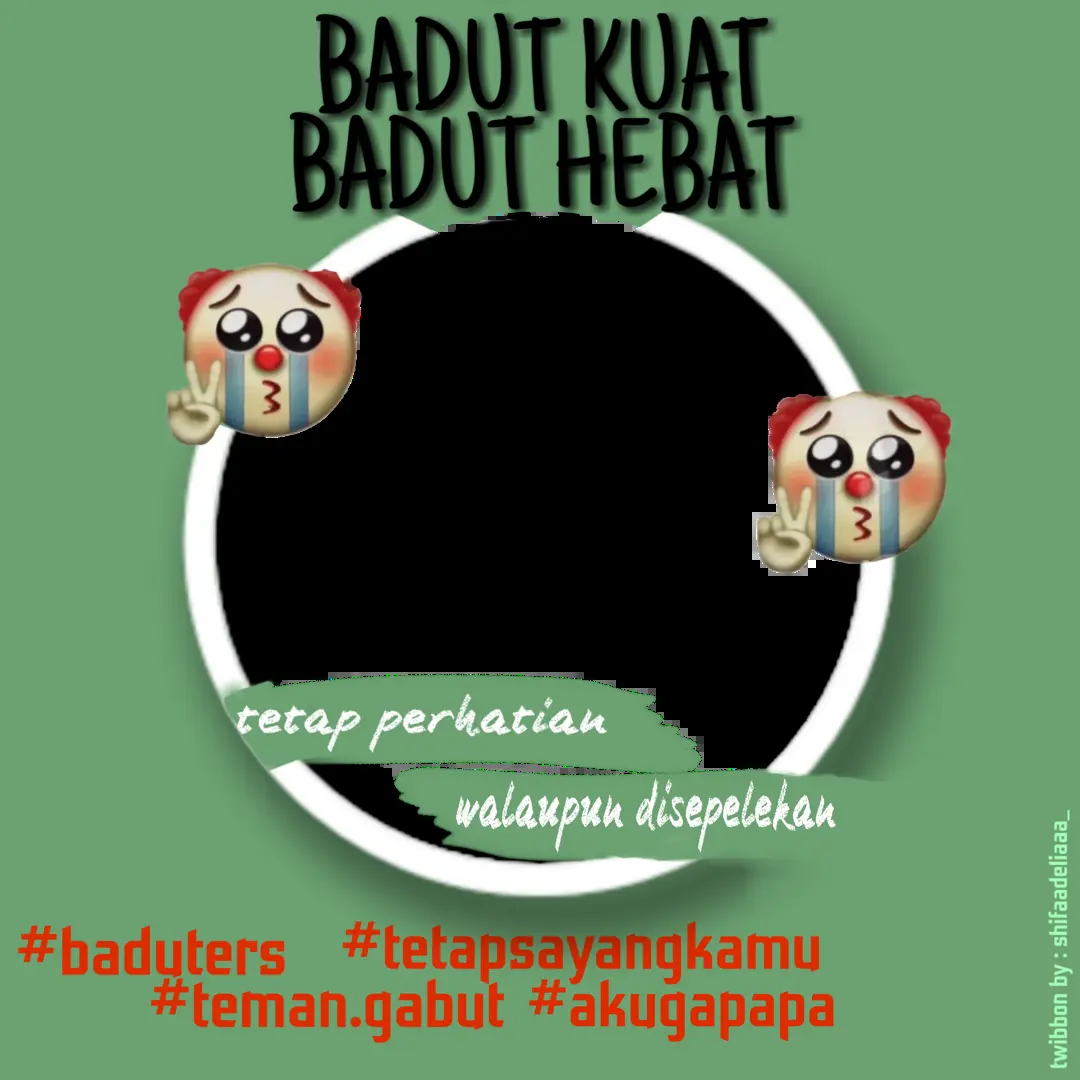 BADUT KUAT
BADUT HEBAT
tetap perhatian
walaupun disepelekan
#baduters #tetapsayangkamu
#teman.gabut #akugapapa
twibbon by : shifaadeliaaa_